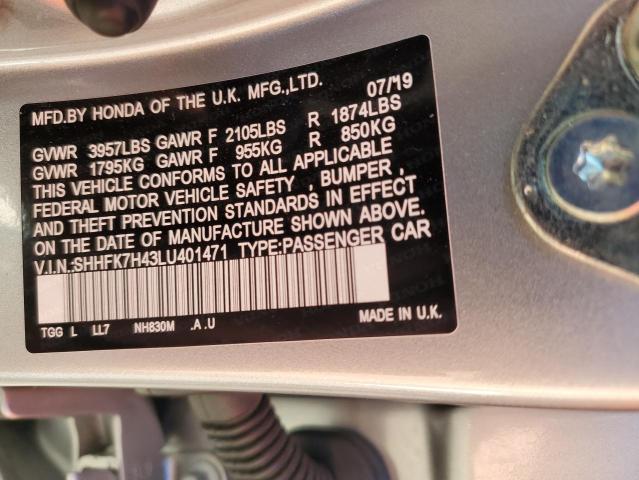 MFD.BY HONDA OF THE U.K. MFG.,LTD. 07/19
GVWR 3957LBS GAWR F 2105LBS R 1874LBS
GVWR 1795KG GAWR F 955KG R 850KG
THIS VEHICLE CONFORMS TO ALL APPLICABLE
FEDERAL MOTOR VEHICLE SAFETY , BUMPER ,
AND THEFT PREVENTION STANDARDS IN EFFECT
ON THE DATE OF MANUFACTURE SHOWN ABOVE.
V.I.N.:SHHFK7H43LU401471 TYPE:PASSENGER CAR
TGG L LL7 NH830M .A .U MADE IN U.K.